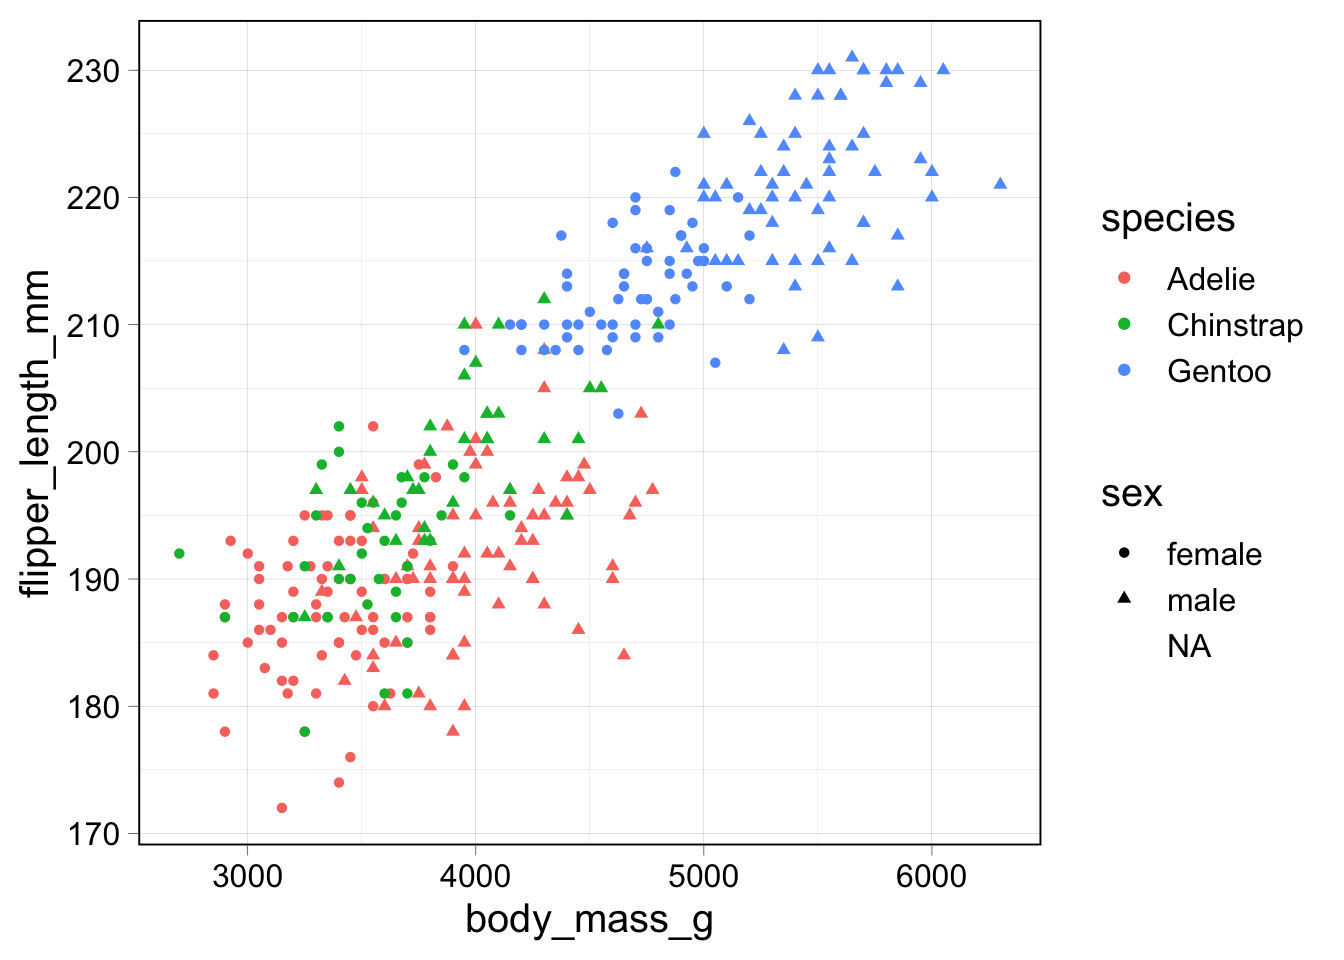 230
220
210
200
190
180
170
flipper_length_mm
3000
4000
5000
6000
body_mass_g
species
Adelie
Chinstrap
Gentoo
sex
female
male
NA